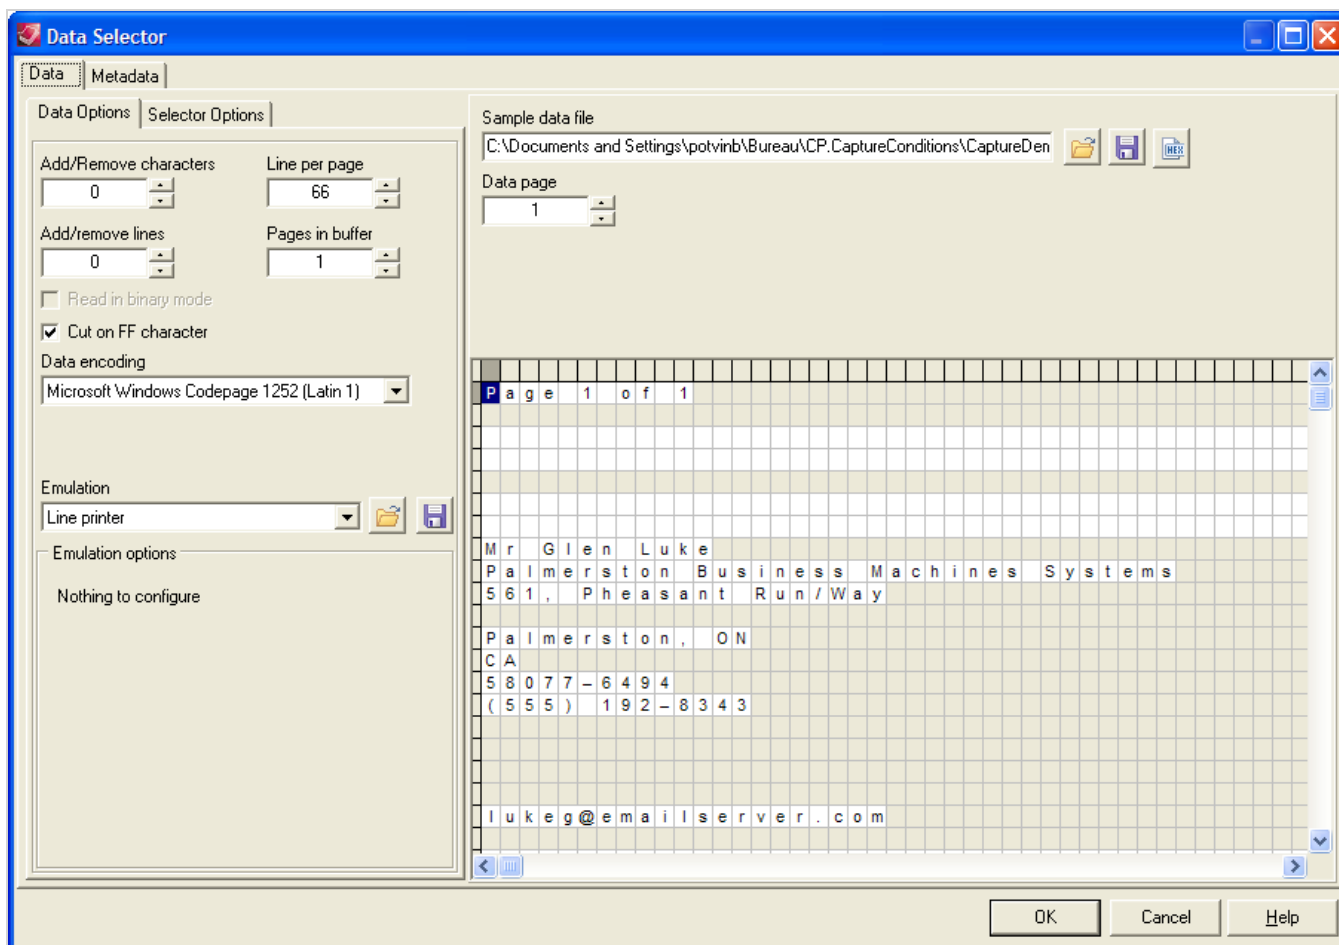 Data Selector
Data Metadata
Data Options Selector Options
Add/Remove characters Line per page
0 66
Add/remove lines Pages in buffer
0 1
Read in binary mode
Cut on FF character
Data encoding
Microsoft Windows Codepage 1252 (Latin 1)
Emulation
Line printer
Emulation options
Nothing to configure
Sample data file
C:\Documents and Settings\potvinb\Bureau\CP.CaptureConditions\CaptureDen
HEX
Data page
1
Page 1 of 1
Mr Glen Luke
Palmerston Business Machines Systems
561, Pheasant Run/Way
Palmerston, ON
CA
58077-6494
(555) 192-8343
lukeg@emailserver.com
OK Cancel Help